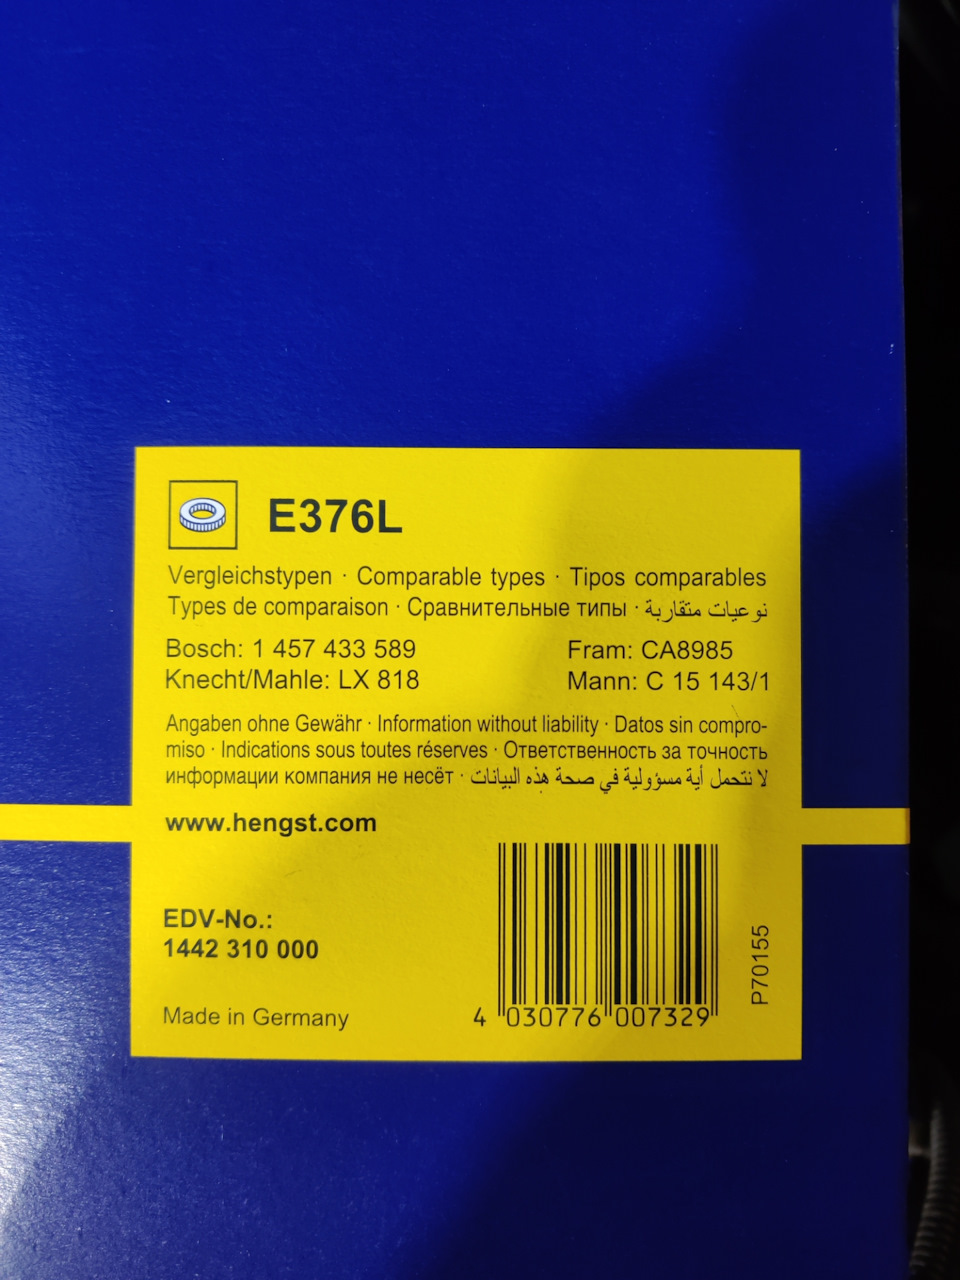 E376L
Vergleichstypen · Comparable types · Tipos comparables
Types de comparaison · Сравнительные типы · نوعيات متقاربة
Bosch: 1 457 433 589 Fram: CA8985
Knecht/Mahle: LX 818 Mann: C 15 143/1
Angaben ohne Gewähr · Information without liability · Datos sin compro-
miso · Indications sous toutes réserves · Ответственность за точность
информации компания не несёт · لا نتحمل أية مسؤولية في صحة هذه البيانات
www.hengst.com
EDV-No.:
1442 310 000
Made in Germany
4 030776 007329
P70155